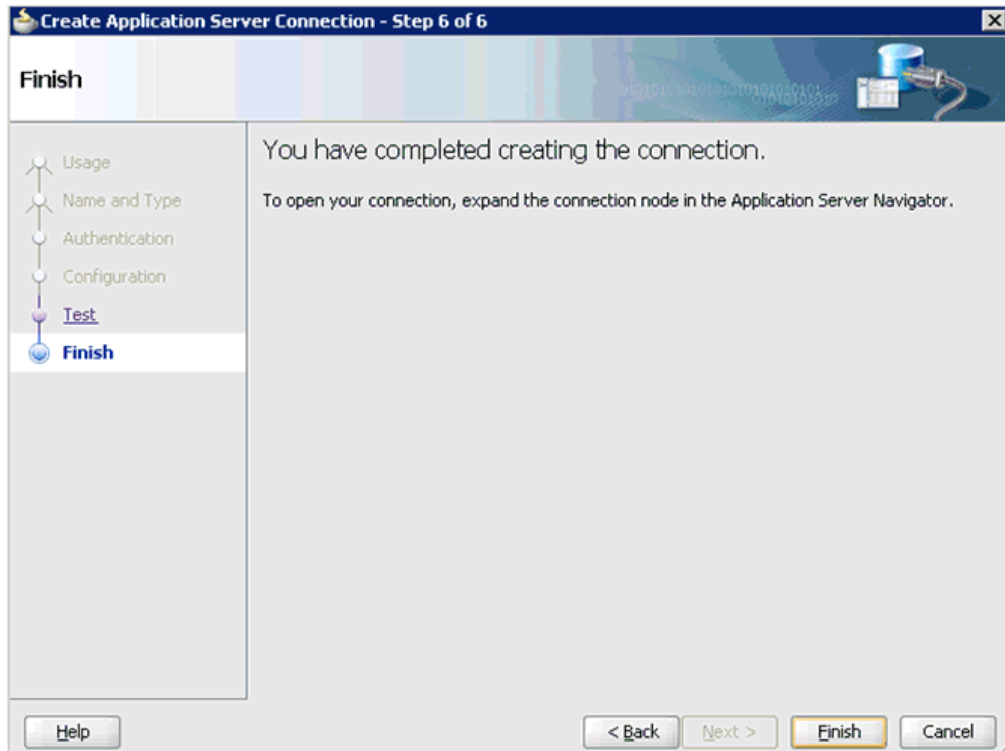 Create Application Server Connection - Step 6 of 6
Finish
Usage
Name and Type
Authentication
Configuration
Test
Finish
You have completed creating the connection.
To open your connection, expand the connection node in the Application Server Navigator.
Help
< Back
Next >
Finish
Cancel